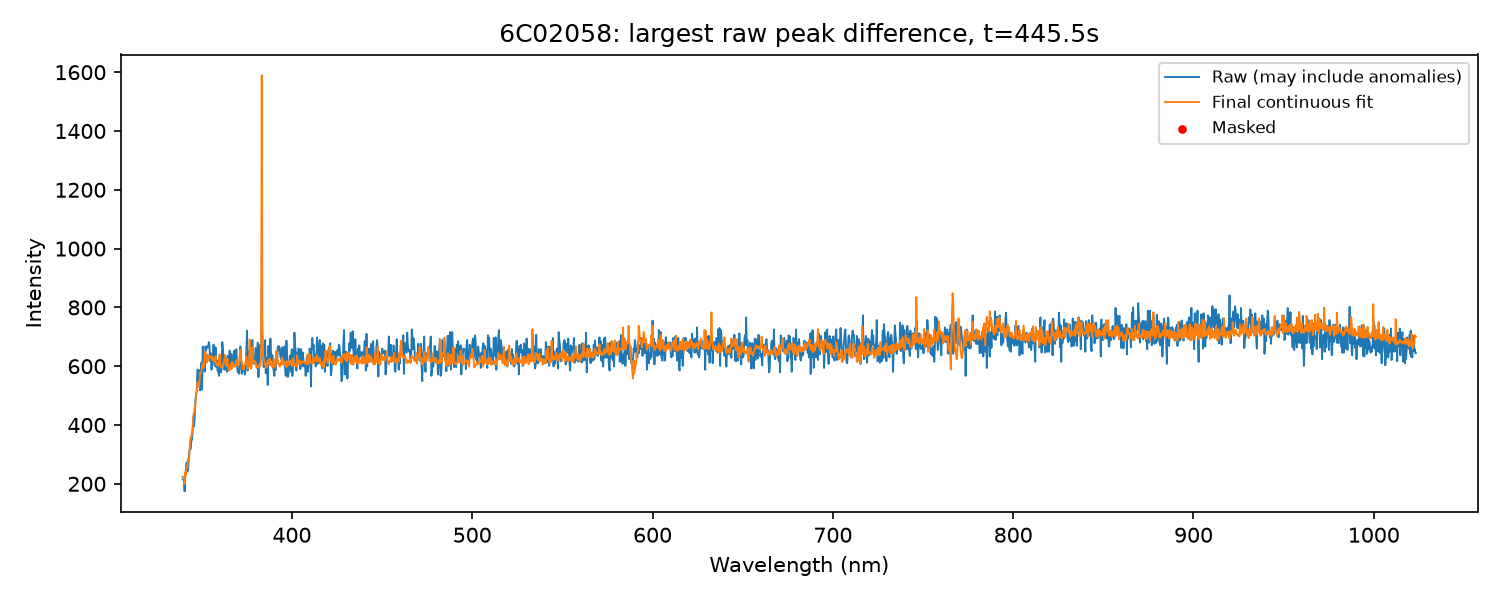 6C02058: largest raw peak difference, t=445.5s
Raw (may include anomalies)
Final continuous fit
Masked
1600
1400
1200
1000
800
600
400
200
Intensity
400 500 600 700 800 900 1000
Wavelength (nm)